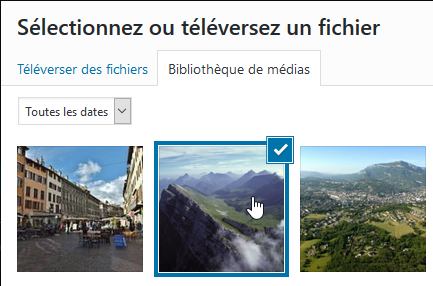 Sélectionnez ou téléversez un fichier
Téléverser des fichiers
Bibliothèque de médias
Toutes les dates